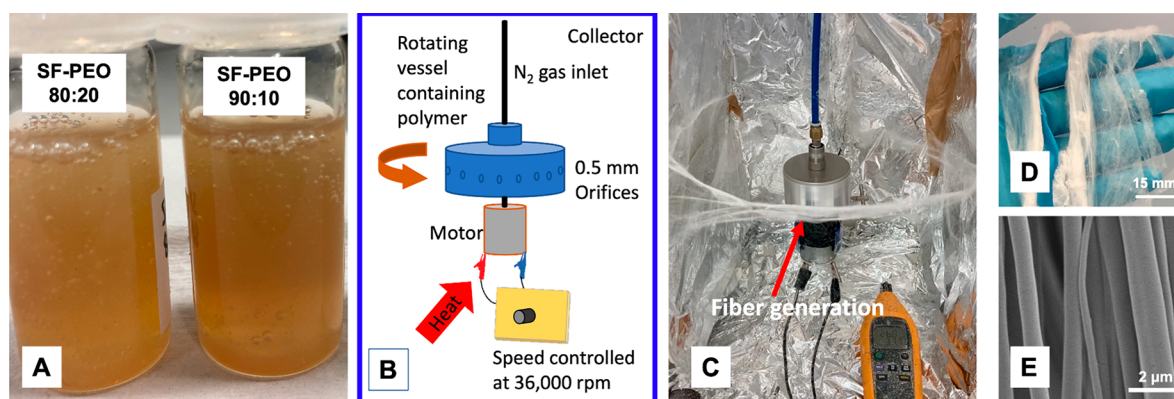 SF-PEO
80:20
SF-PEO
90:10
A
Rotating
vessel
containing
polymer
Collector
N₂ gas inlet
0.5 mm
Orifices
Motor
Heat
Speed controlled
at 36,000 rpm
B
Fiber generation
C
D
15 mm
E
2 µm